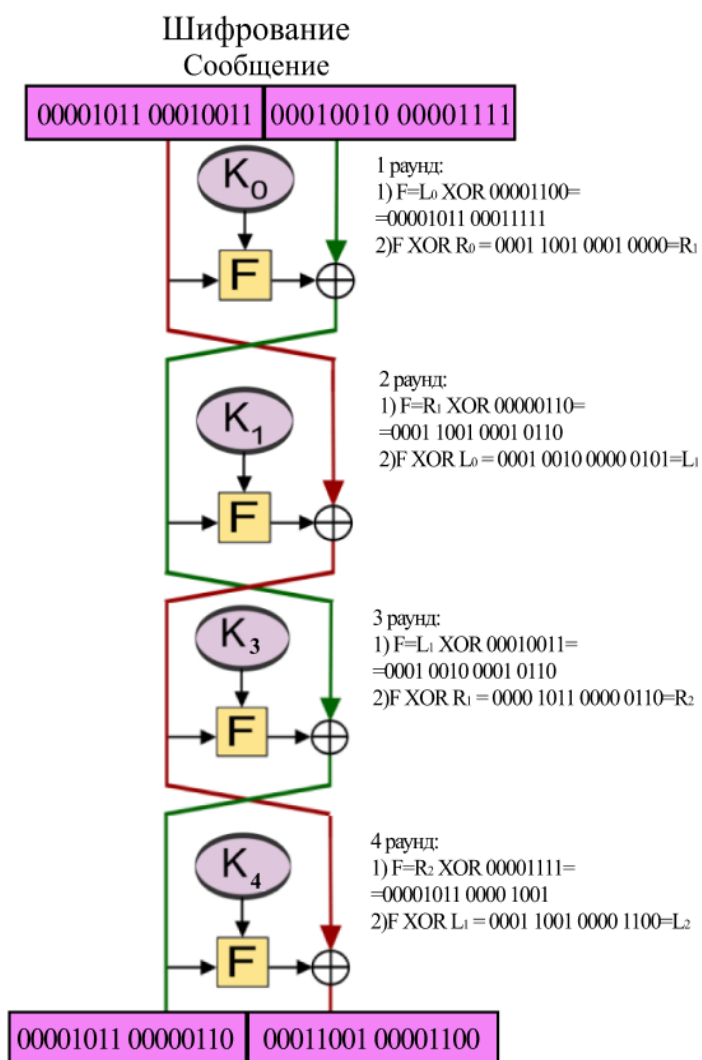 Шифрование
Сообщение
00001011 00010011 00010010 00001111
K₀
F
1 раунд:
1) F=L₀ XOR 00001100=
=00001011 00011111
2)F XOR R₀ = 0001 1001 0001 0000=R₁
K₁
F
2 раунд:
1) F=R₁ XOR 00000110=
=0001 1001 0001 0110
2)F XOR L₀ = 0001 0010 0000 0101=L₁
K₃
F
3 раунд:
1) F=L₁ XOR 00010011=
=0001 0010 0001 0110
2)F XOR R₁ = 0000 1011 0000 0110=R₂
K₄
F
4 раунд:
1) F=R₂ XOR 00001111=
=00001011 0000 1001
2)F XOR L₁ = 0001 1001 0000 1100=L₂
00001011 00000110 00011001 00001100